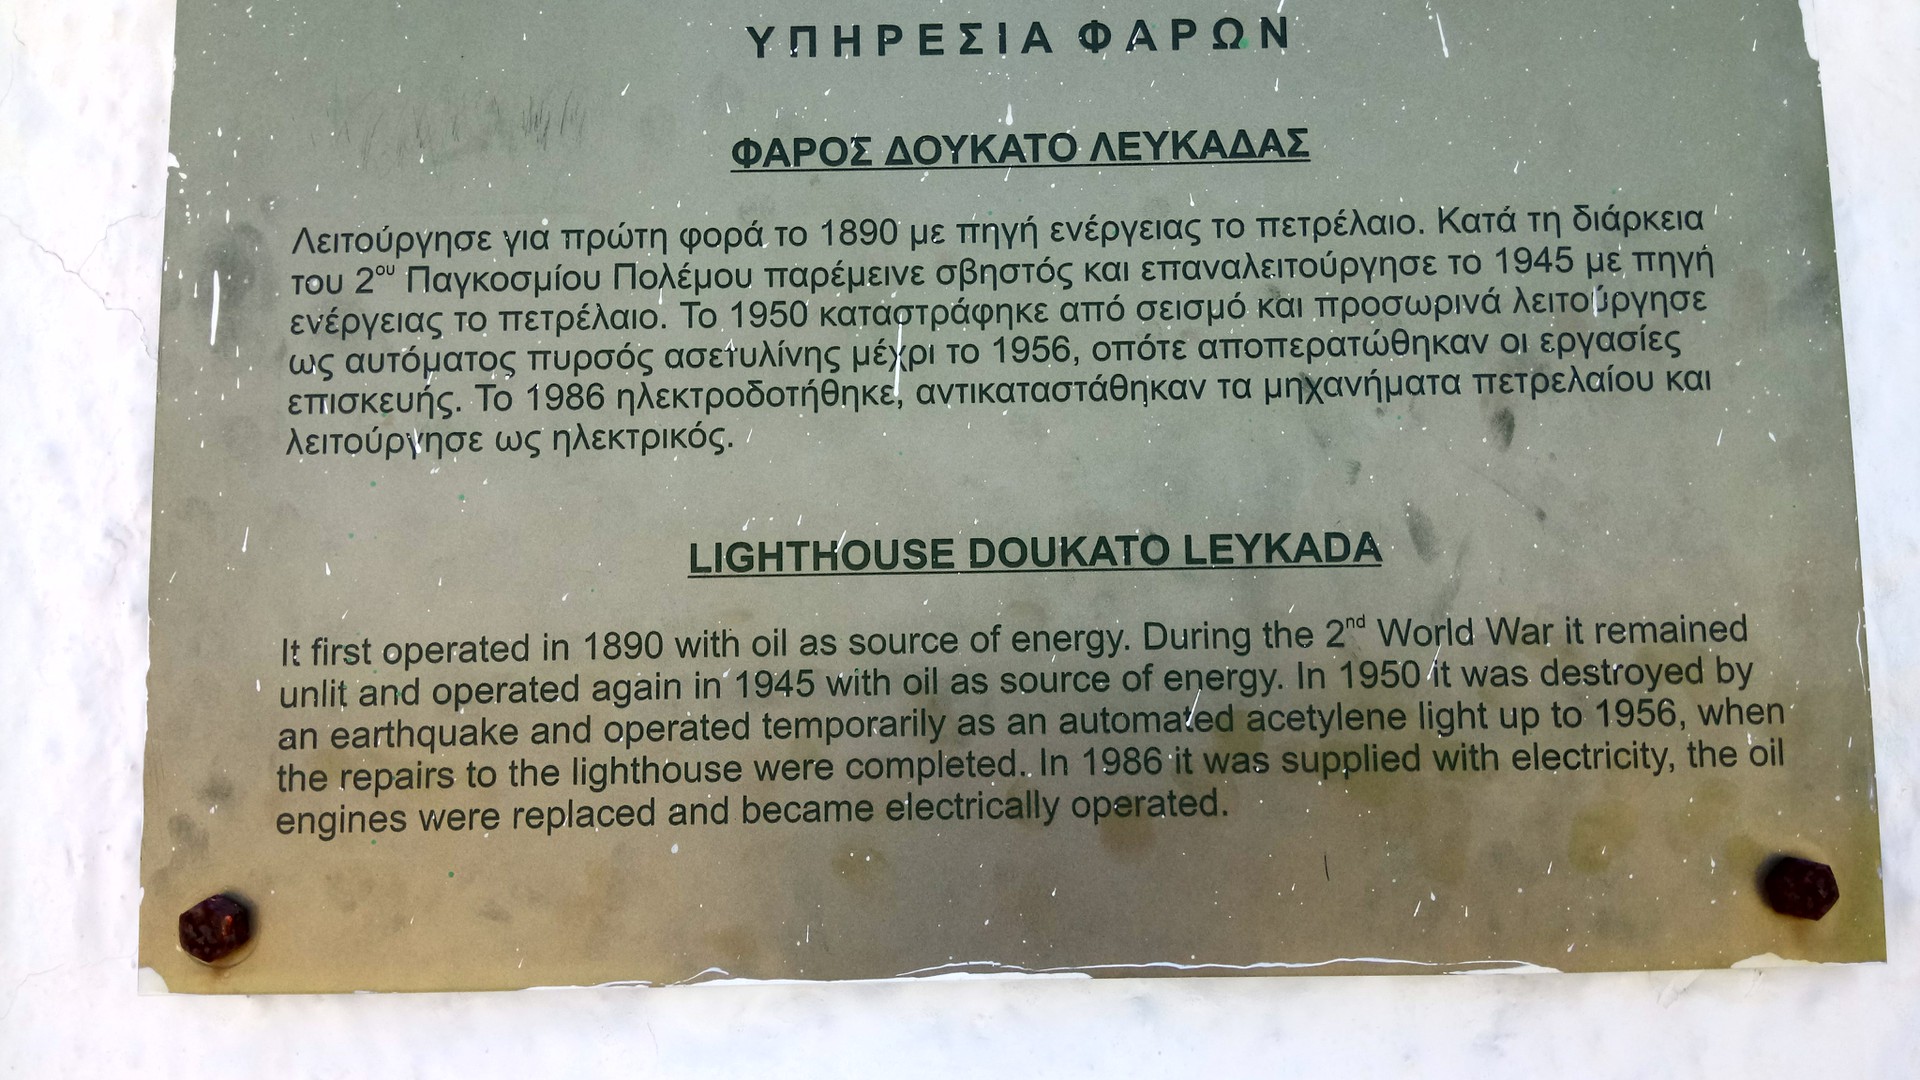 ΥΠΗΡΕΣΙΑ ΦΑΡΩΝ
ΦΑΡΟΣ ΔΟΥΚΑΤΟ ΛΕΥΚΑΔΑΣ
Λειτούργησε για πρώτη φορά το 1890 με πηγή ενέργειας το πετρέλαιο. Κατά τη διάρκεια
του 2ου Παγκοσμίου Πολέμου παρέμεινε σβηστός και επαναλειτούργησε το 1945 με πηγή
ενέργειας το πετρέλαιο. Το 1950 καταστράφηκε από σεισμό και προσωρινά λειτούργησε
ως αυτόματος πυρσός ασετυλίνης μέχρι το 1956, οπότε αποπερατώθηκαν οι εργασίες
επισκευής. Το 1986 ηλεκτροδοτήθηκε, αντικαταστάθηκαν τα μηχανήματα πετρελαίου και
λειτούργησε ως ηλεκτρικός.
LIGHTHOUSE DOUKATO LEYKADA
It first operated in 1890 with oil as source of energy. During the 2nd World War it remained
unlit and operated again in 1945 with oil as source of energy. In 1950 it was destroyed by
an earthquake and operated temporarily as an automated acetylene light up to 1956, when
the repairs to the lighthouse were completed. In 1986 it was supplied with electricity, the oil
engines were replaced and became electrically operated.